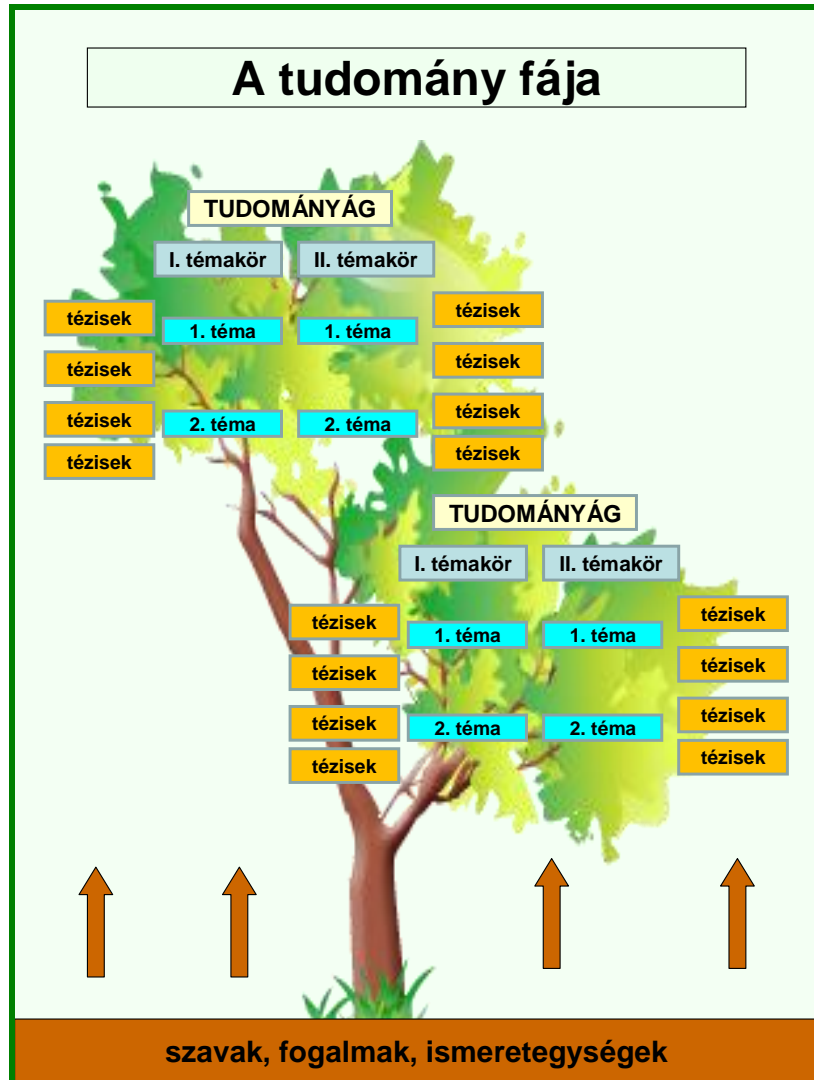 A tudomány fája
TUDOMÁNYÁG
I. témakör
II. témakör
tézisek
1. téma
1. téma
tézisek
tézisek
tézisek
tézisek
2. téma
2. téma
tézisek
tézisek
tézisek
TUDOMÁNYÁG
I. témakör
II. témakör
tézisek
1. téma
1. téma
tézisek
tézisek
tézisek
tézisek
2. téma
2. téma
tézisek
tézisek
tézisek
szavak, fogalmak, ismeretegységek